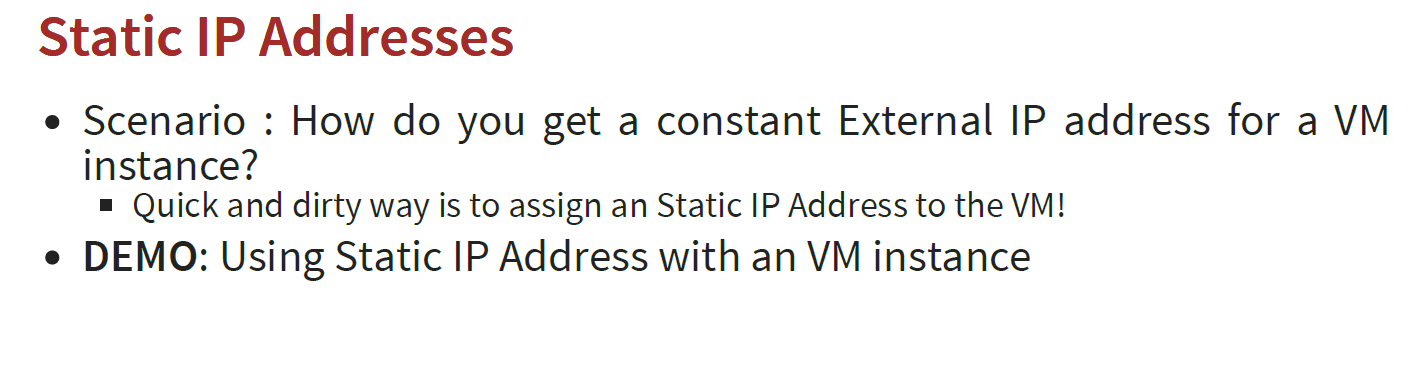 Static IP Addresses
• Scenario : How do you get a constant External IP address for a VM
instance?
▪ Quick and dirty way is to assign an Static IP Address to the VM!
• DEMO: Using Static IP Address with an VM instance